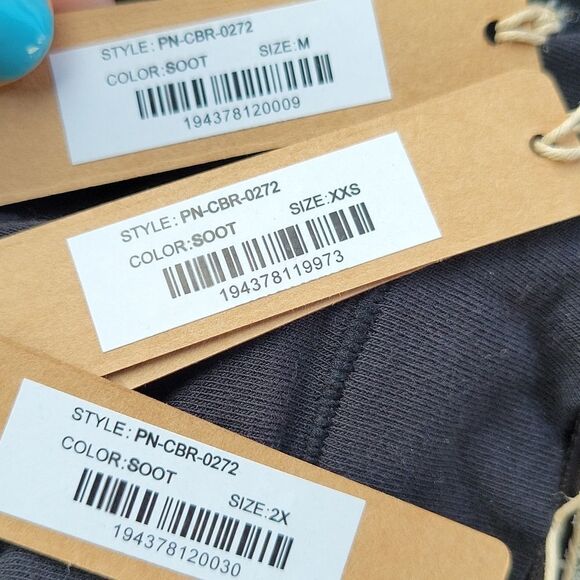 STYLE: PN-CBR-0272
COLOR:SOOT SIZE:M
194378120009
STYLE: PN-CBR-0272
COLOR:SOOT SIZE:XXS
194378119973
STYLE: PN-CBR-0272
COLOR:SOOT SIZE:2X
194378120030